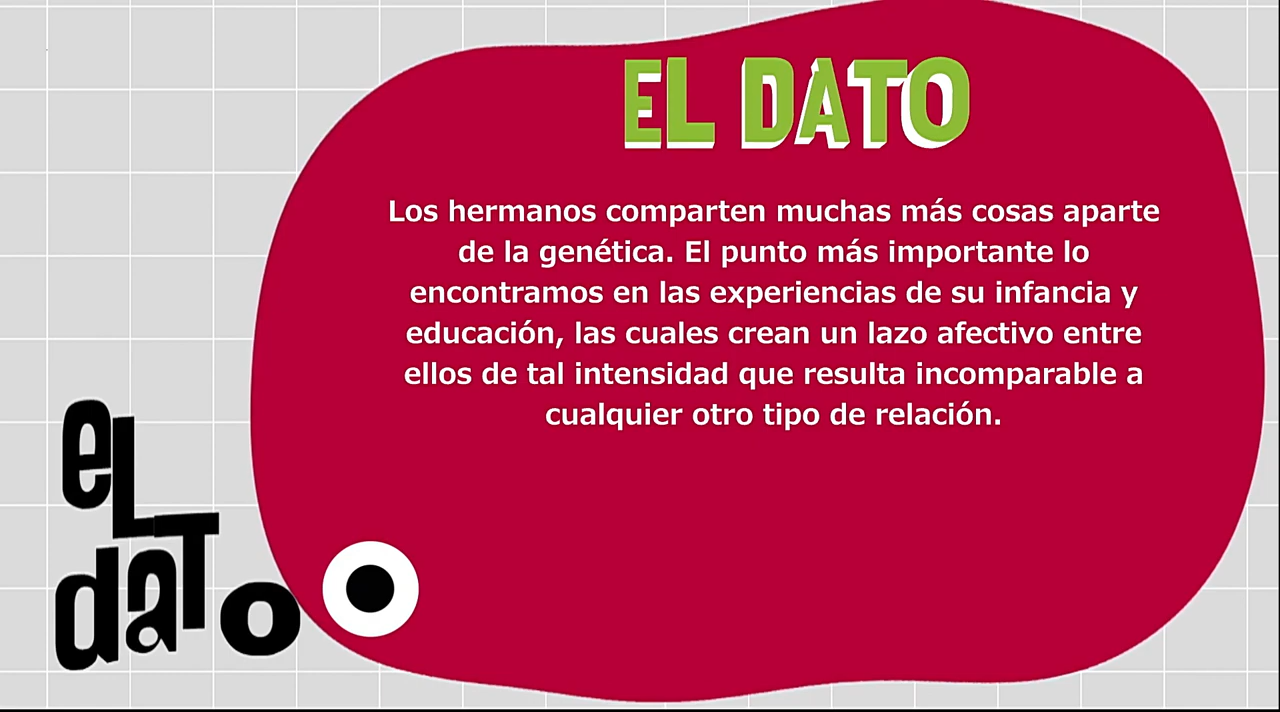 EL DATO
Los hermanos comparten muchas más cosas aparte
de la genética. El punto más importante lo
encontramos en las experiencias de su infancia y
educación, las cuales crean un lazo afectivo entre
ellos de tal intensidad que resulta incomparable a
cualquier otro tipo de relación.
eL
daTo